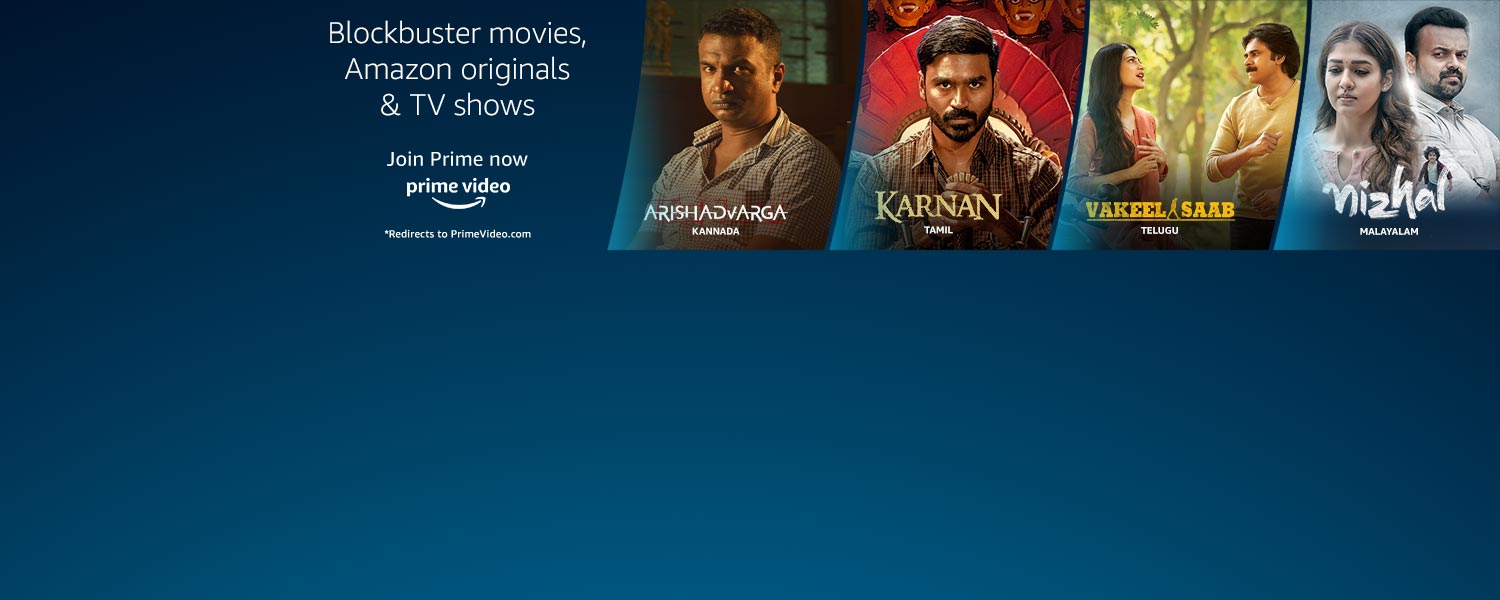 Blockbuster movies,
Amazon originals
& TV shows
Join Prime now
prime video
*Redirects to PrimeVideo.com
ARISHADVARGA
KANNADA
KARNAN
TAMIL
VAKEEL SAAB
TELUGU
nizhal
MALAYALAM